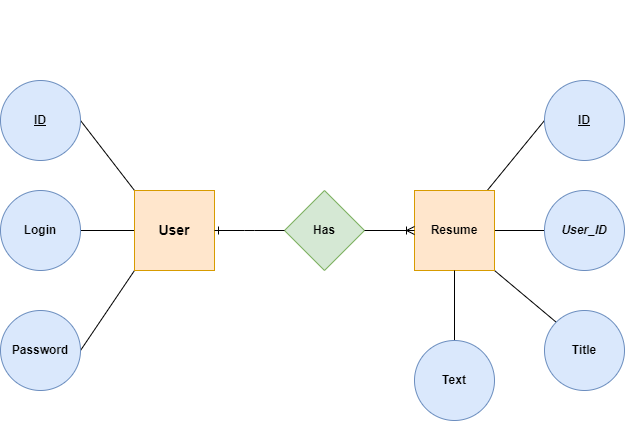 ID
ID
Login
User
Has
Resume
User_ID
Password
Title
Text